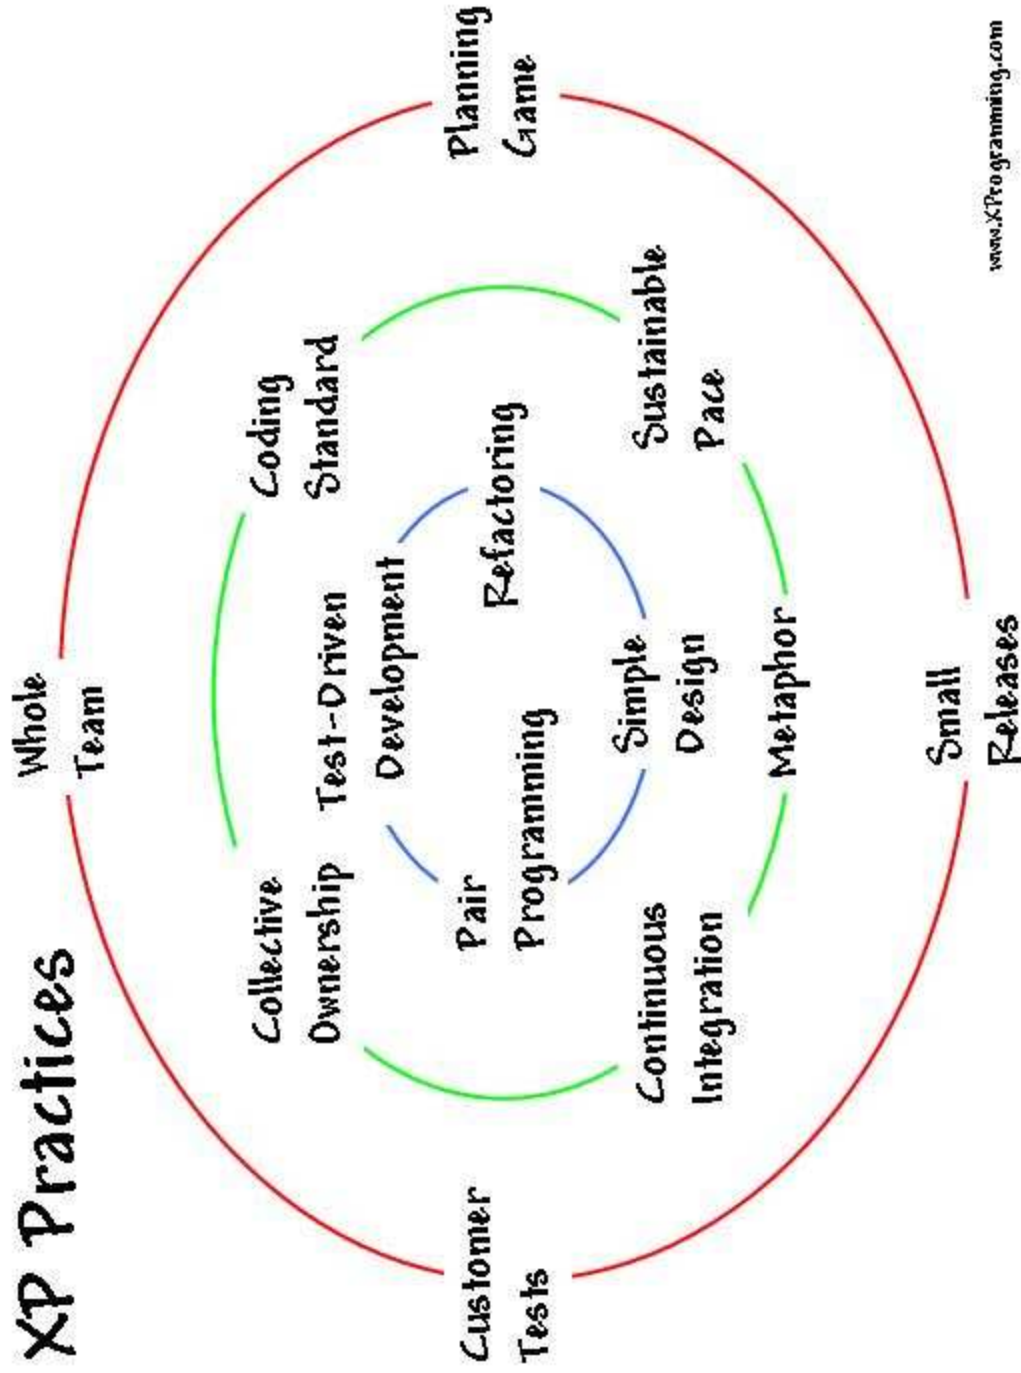 XP Practices
Whole
Team
Collective
Ownership
Coding
Standard
Test-Driven
Development
Customer
Tests
Pair
Programming
Refactoring
Planning
Game
Simple
Design
Continuous
Integration
Sustainable
Pace
Metaphor
Small
Releases
www.XProgramming.com